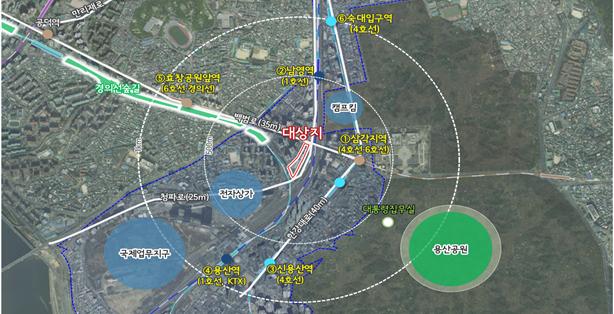 공덕역
만리재로
⑥숙대입구역
(4호선)
②남영역
(1호선)
⑤효창공원앞역
(6호선 경의선)
경의선숲길
캠프킴
백범로 (35m)
대상지
①삼각지역
(4호선 6호선)
전자상가
청파로(25m)
한강대로(40m)
대통령집무실
국제업무지구
④용산역
(1호선, KTX)
③신용산역
(4호선)
용산공원